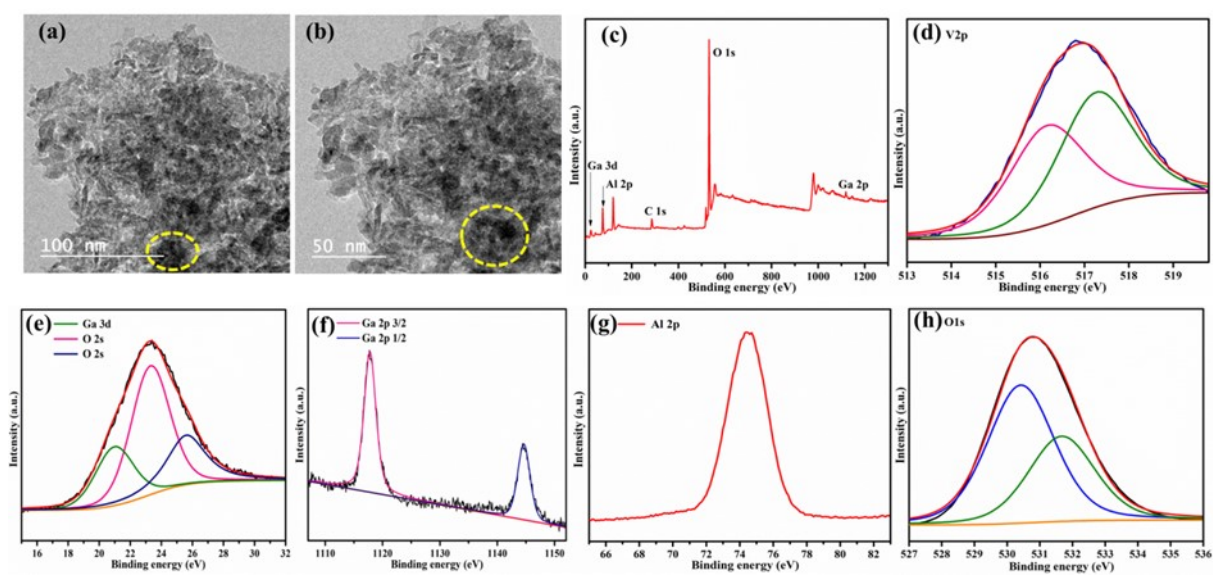 (a)
100 nm
(b)
50 nm
(c)
O 1s
Ga 3d
Al 2p
C 1s
Ga 2p
Intensity (a.u.)
0 200 400 600 800 1000 1200
Binding energy (eV)
(d) V2p
Intensity (a.u.)
513 514 515 516 517 518 519
Binding energy (eV)
(e)
Ga 3d
O 2s
O 2s
Intensity (a.u.)
16 18 20 22 24 26 28 30 32
Binding energy (eV)
(f)
Ga 2p 3/2
Ga 2p 1/2
Intensity (a.u.)
1110 1120 1130 1140 1150
Binding energy (eV)
(g)
Al 2p
Intensity (a.u.)
66 68 70 72 74 76 78 80 82
Binding energy (eV)
(h) O1s
Intensity (a.u.)
527 528 529 530 531 532 533 534 535 536
Binding energy (eV)